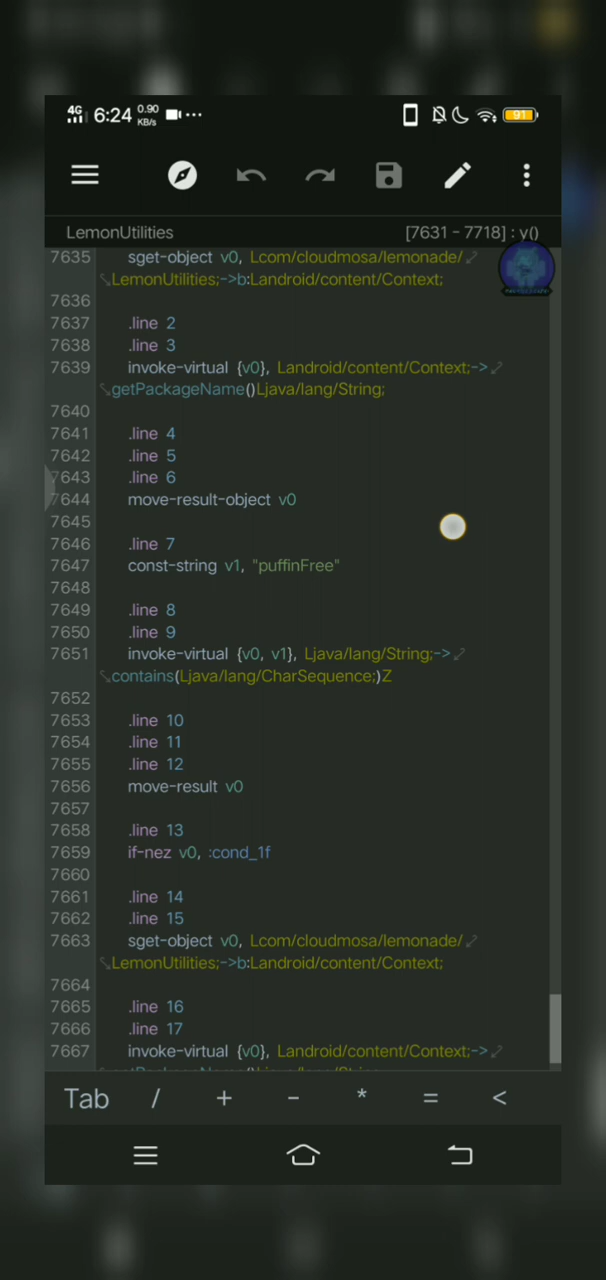 4G 6:24 0.90 KB/s ... 91
LemonUtilities [7631 - 7718] : y()
7635 sget-object v0, Lcom/cloudmosa/lemonade/
LemonUtilities;->b:Landroid/content/Context;
7636
7637 .line 2
7638 .line 3
7639 invoke-virtual {v0}, Landroid/content/Context;->
getPackageName()Ljava/lang/String;
7640
7641 .line 4
7642 .line 5
7643 .line 6
7644 move-result-object v0
7645
7646 .line 7
7647 const-string v1, "puffinFree"
7648
7649 .line 8
7650 .line 9
7651 invoke-virtual {v0, v1}, Ljava/lang/String;->
contains(Ljava/lang/CharSequence;)Z
7652
7653 .line 10
7654 .line 11
7655 .line 12
7656 move-result v0
7657
7658 .line 13
7659 if-nez v0, :cond_1f
7660
7661 .line 14
7662 .line 15
7663 sget-object v0, Lcom/cloudmosa/lemonade/
LemonUtilities;->b:Landroid/content/Context;
7664
7665 .line 16
7666 .line 17
7667 invoke-virtual {v0}, Landroid/content/Context;->
Tab / + - * = <